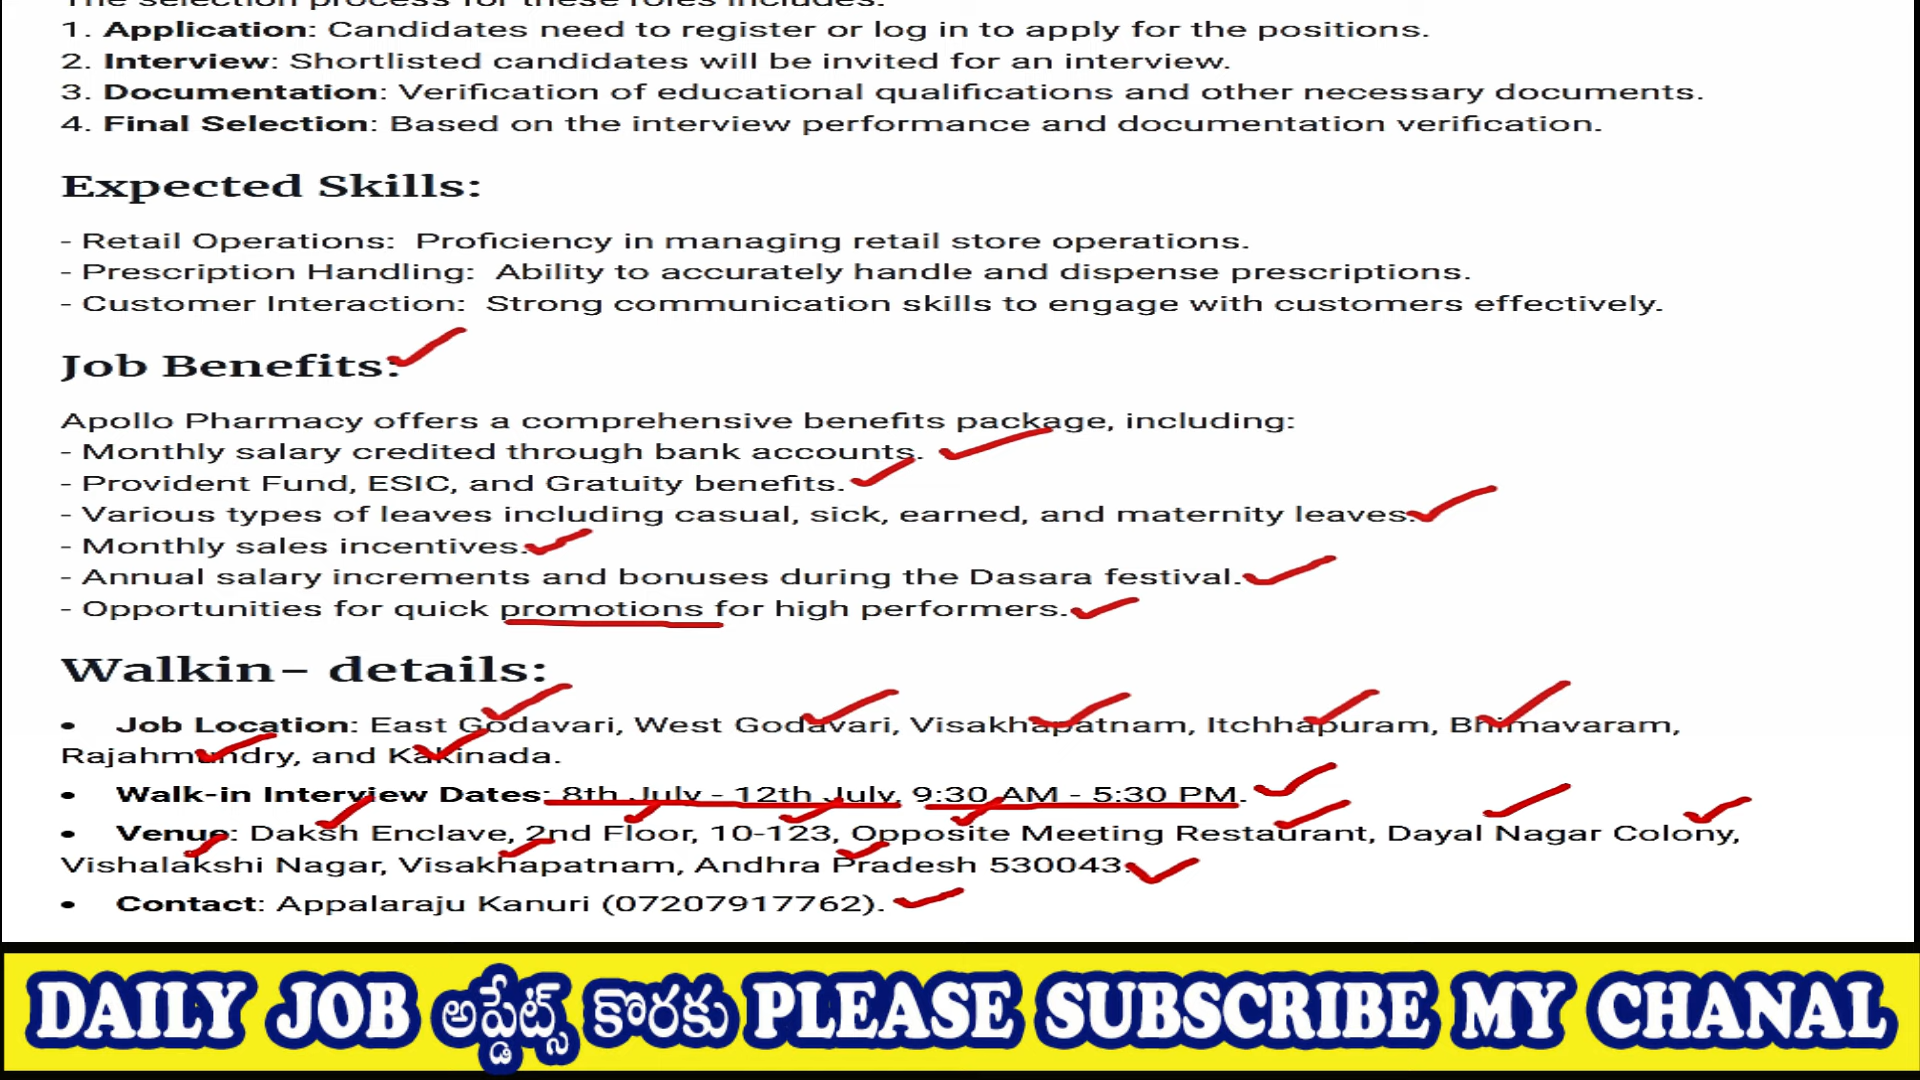 The selection process for these roles includes:
1. Application: Candidates need to register or log in to apply for the positions.
2. Interview: Shortlisted candidates will be invited for an interview.
3. Documentation: Verification of educational qualifications and other necessary documents.
4. Final Selection: Based on the interview performance and documentation verification.
Expected Skills:
- Retail Operations: Proficiency in managing retail store operations.
- Prescription Handling: Ability to accurately handle and dispense prescriptions.
- Customer Interaction: Strong communication skills to engage with customers effectively.
Job Benefits:
Apollo Pharmacy offers a comprehensive benefits package, including:
- Monthly salary credited through bank accounts.
- Provident Fund, ESIC, and Gratuity benefits.
- Various types of leaves including casual, sick, earned, and maternity leaves.
- Monthly sales incentives.
- Annual salary increments and bonuses during the Dasara festival.
- Opportunities for quick promotions for high performers.
Walkin– details:
• Job Location: East Godavari, West Godavari, Visakhapatnam, Itchhapuram, Bhimavaram,
Rajahmundry, and Kakinada.
• Walk-in Interview Dates: 8th July - 12th July, 9:30 AM - 5:30 PM.
• Venue: Daksh Enclave, 2nd Floor, 10-123, Opposite Meeting Restaurant, Dayal Nagar Colony,
Vishalakshi Nagar, Visakhapatnam, Andhra Pradesh 530043.
• Contact: Appalaraju Kanuri (07207917762).
DAILY JOB అప్డేట్స్ కొరకు PLEASE SUBSCRIBE MY CHANAL